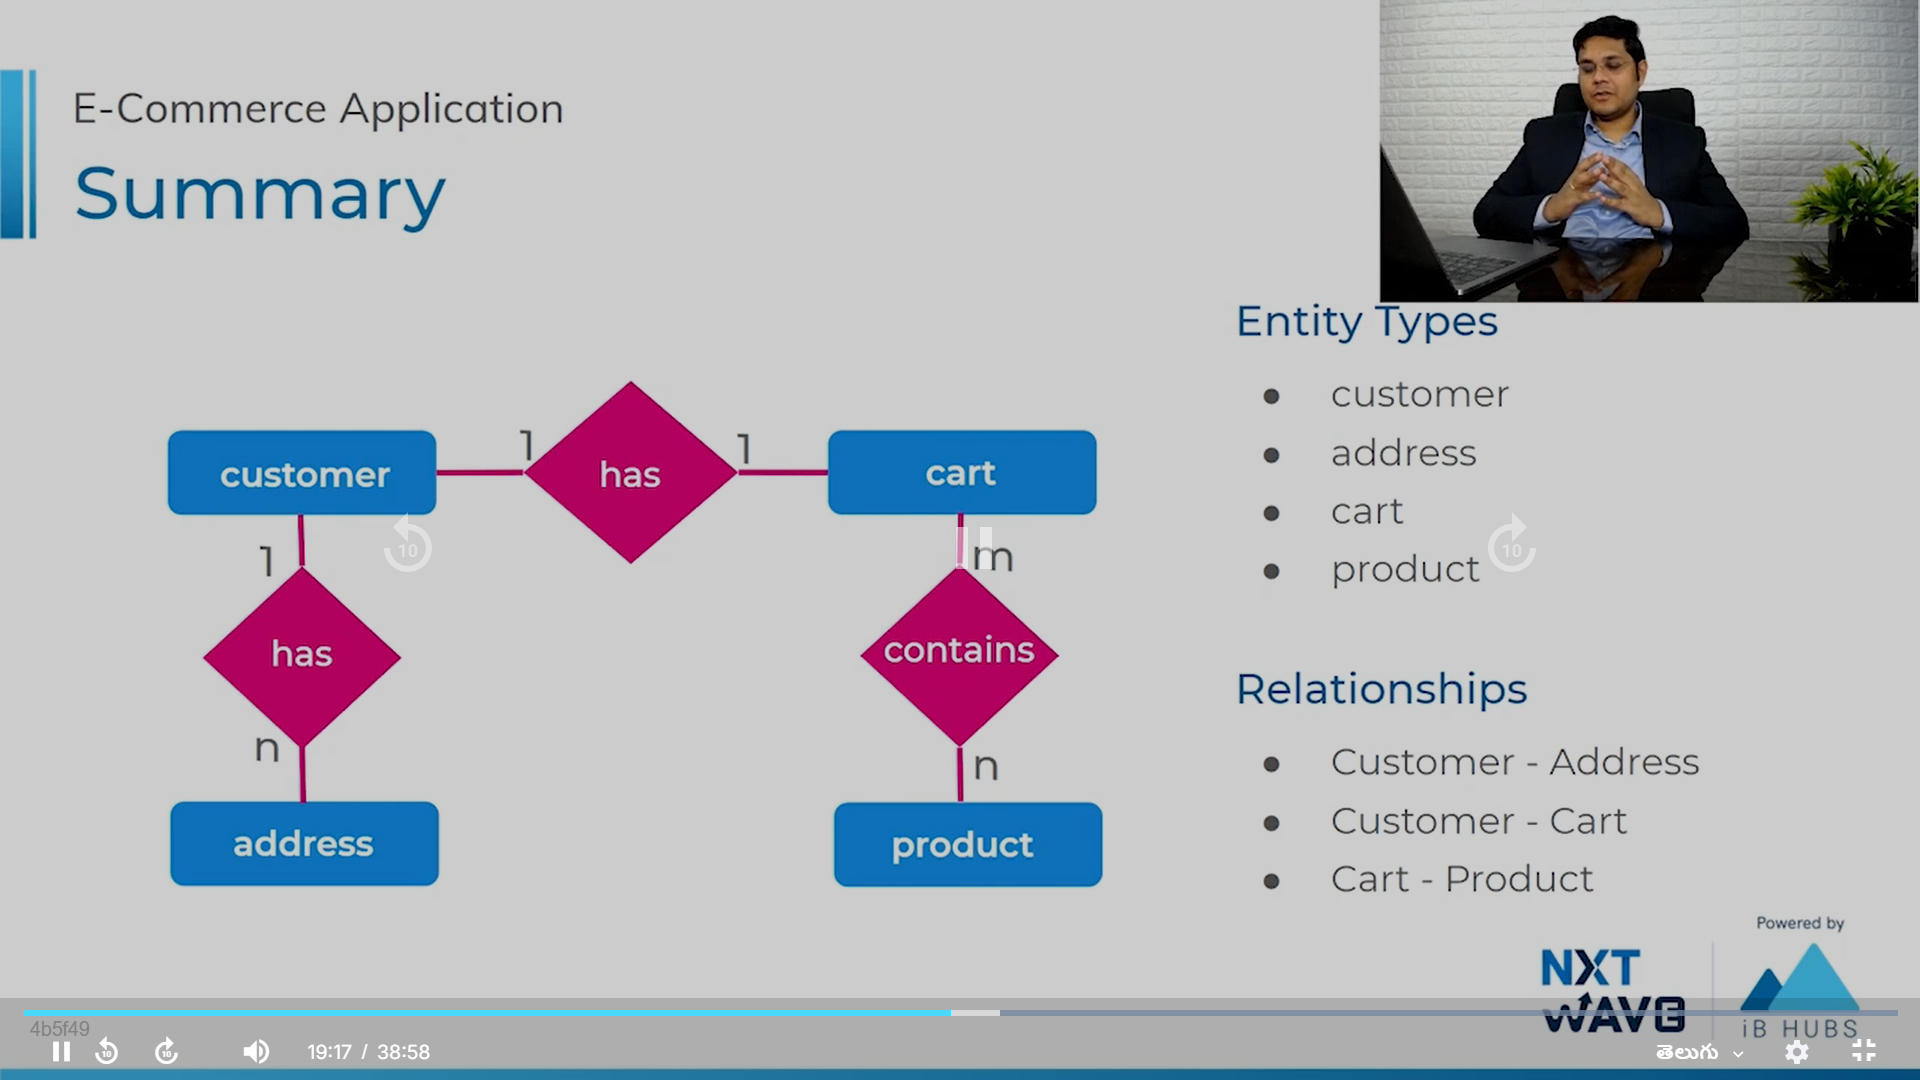 E-Commerce Application
Summary
Entity Types
customer
address
cart
product
customer
1
has
1
cart
1
has
n
address
m
contains
n
product
Relationships
Customer - Address
Customer - Cart
Cart - Product
Powered by
NXT
WAVE
iB HUBS
4b5f49
10
10
10
10
19:17 / 38:58
తెలుగు